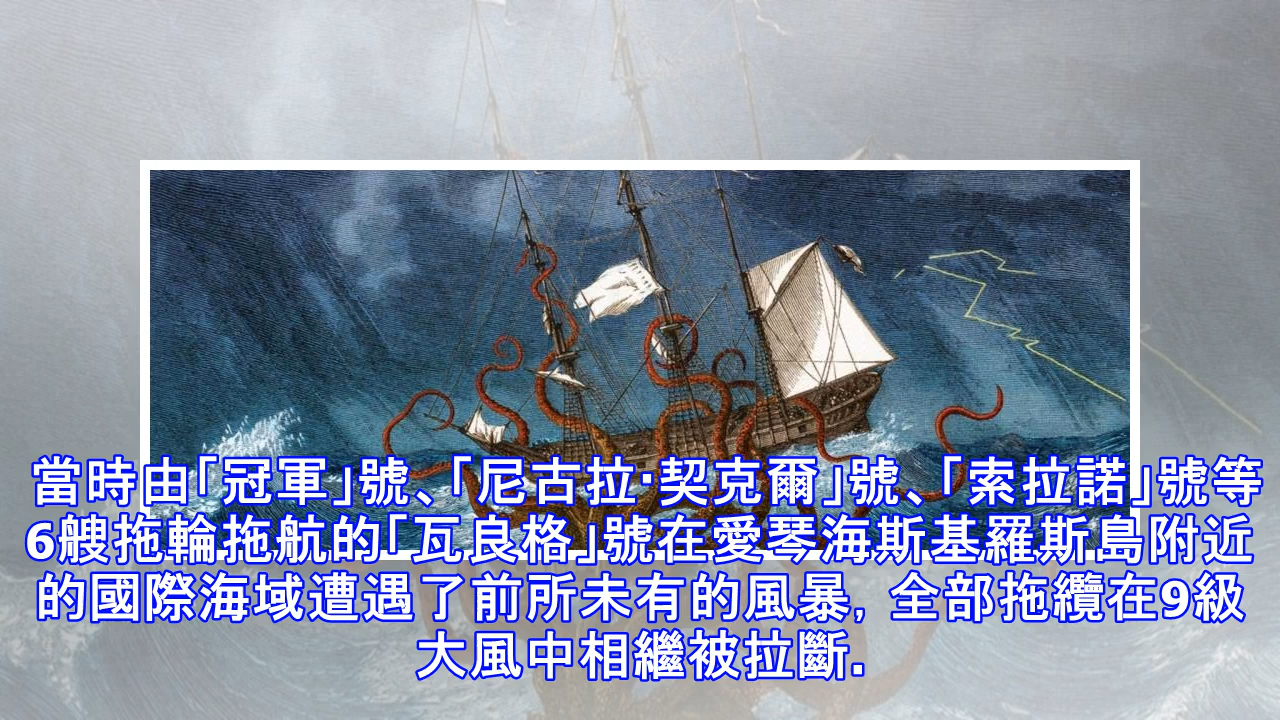 當時由｢冠軍｣號､｢尼古拉·契克爾｣號､｢索拉諾｣號等
6艘拖輪拖航的｢瓦良格｣號在愛琴海斯基羅斯島附近
的國際海域遭遇了前所未有的風暴, 全部拖纜在9級
大風中相繼被拉斷.